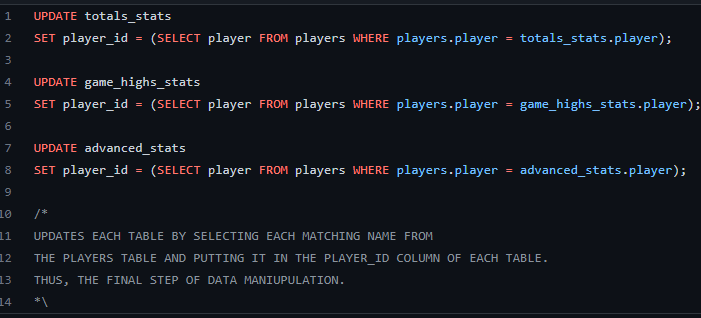 1 UPDATE totals_stats
2 SET player_id = (SELECT player FROM players WHERE players.player = totals_stats.player);
3
4 UPDATE game_highs_stats
5 SET player_id = (SELECT player FROM players WHERE players.player = game_highs_stats.player);
6
7 UPDATE advanced_stats
8 SET player_id = (SELECT player FROM players WHERE players.player = advanced_stats.player);
9
10 /*
11 UPDATES EACH TABLE BY SELECTING EACH MATCHING NAME FROM
12 THE PLAYERS TABLE AND PUTTING IT IN THE PLAYER_ID COLUMN OF EACH TABLE.
13 THUS, THE FINAL STEP OF DATA MANIUPULATION.
14 *\